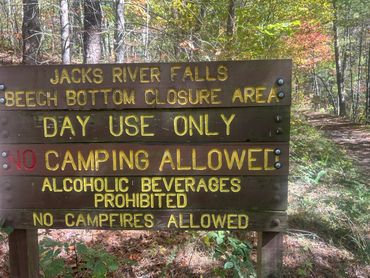 JACKS RIVER FALLS
BEECH BOTTOM CLOSURE AREA
DAY USE ONLY
NO CAMPING ALLOWED
ALCOHOLIC BEVERAGES
PROHIBITED
NO CAMPFIRES ALLOWED